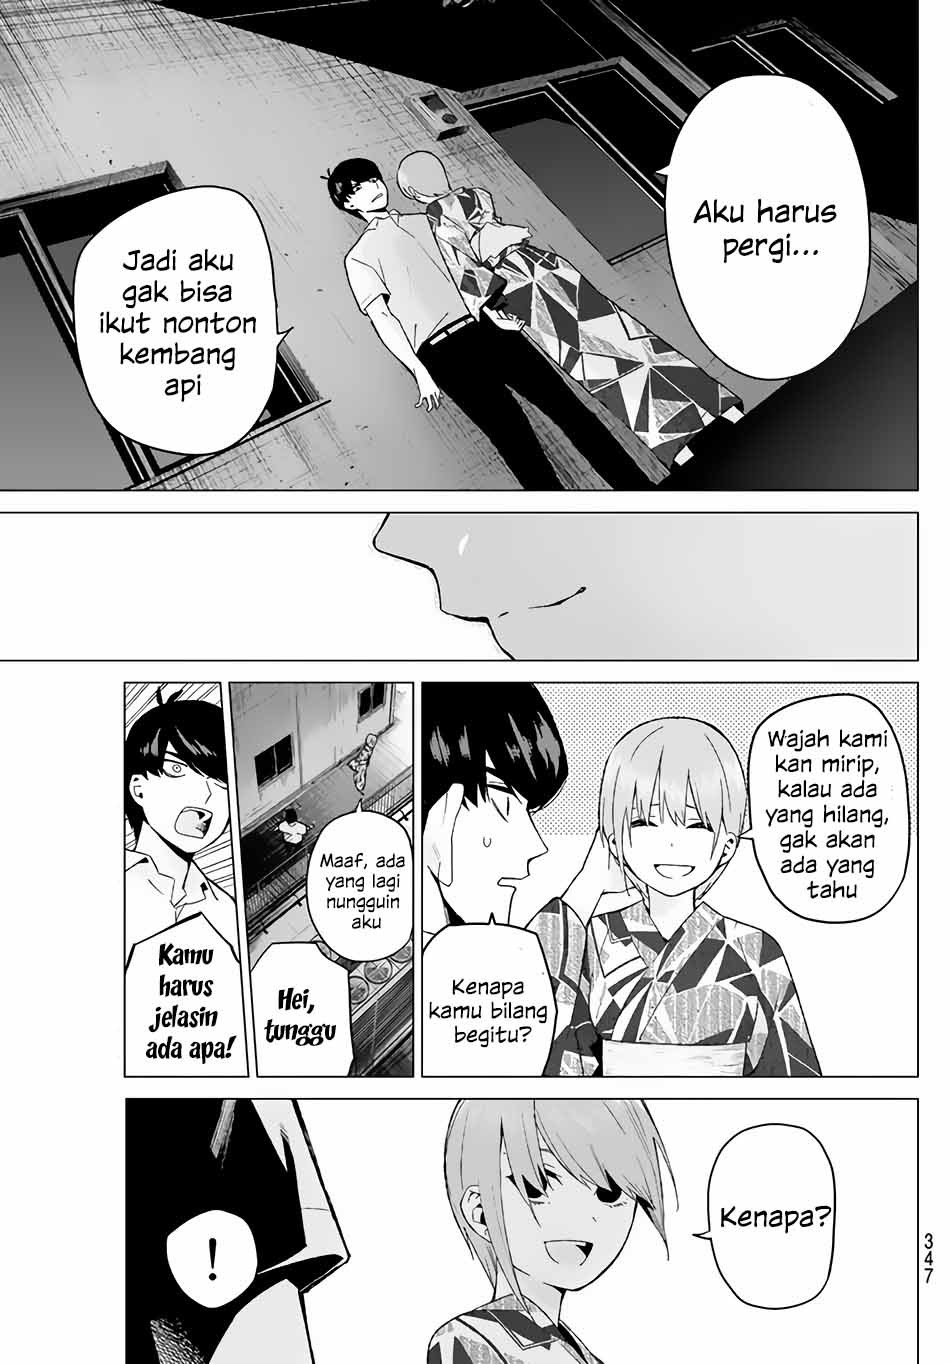 Aku harus
pergi...
Jadi aku
gak bisa
ikut nonton
kembang
api
Wajah kami
kan mirip,
kalau ada
yang hilang,
gak akan
ada yang
tahu
Kenapa
kamu bilang
begitu?
Maaf, ada
yang lagi
nungguin
aku
Hei,
tunggu
Kamu
harus
jelasin
ada apa!
Kenapa?
!
347